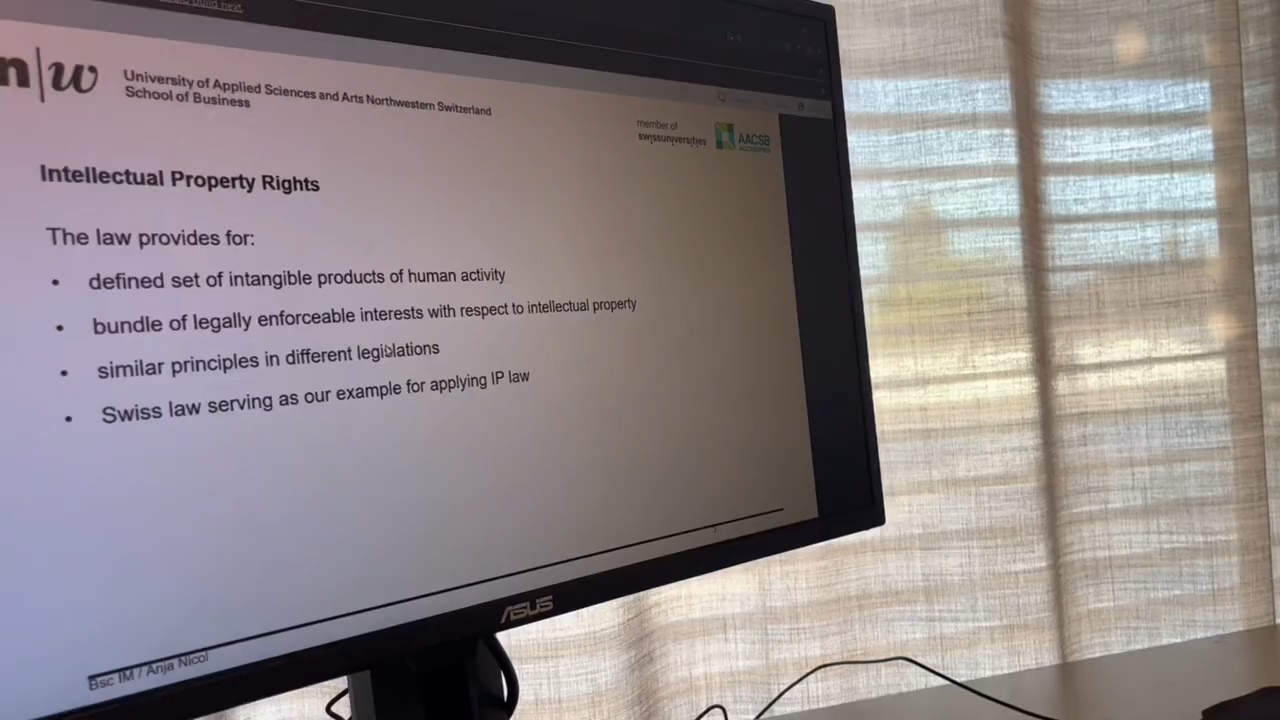 build next
n|w
University of Applied Sciences and Arts Northwestern Switzerland
School of Business
member of
swissuniversities
AACSB
ACCREDITED
Intellectual Property Rights
The law provides for:
• defined set of intangible products of human activity
• bundle of legally enforceable interests with respect to intellectual property
• similar principles in different legislations
• Swiss law serving as our example for applying IP law
Bsc IM / Anja Nicol
ASUS